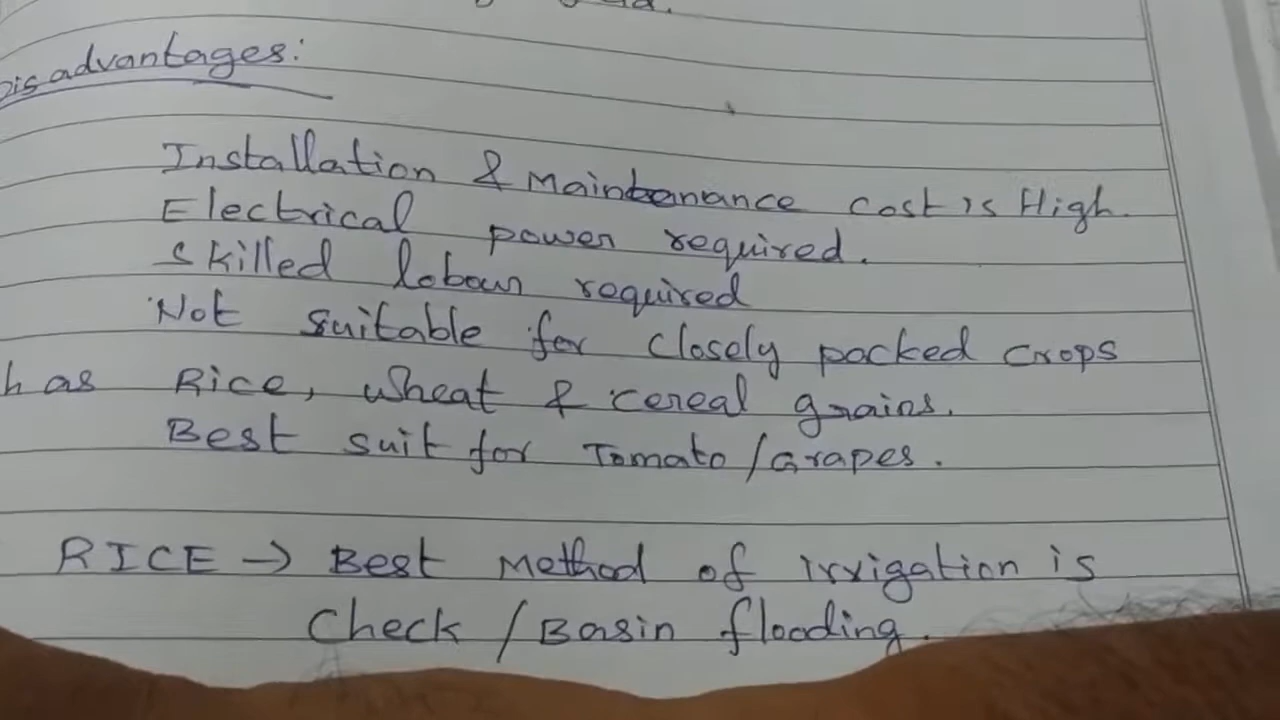 Disadvantages:
Installation & Maintenance cost is High.
Electrical power required.
Skilled labour required
Not suitable for closely packed crops
has Rice, Wheat & cereal grains.
Best suit for Tomato/Grapes.
RICE → Best Method of irrigation is
Check / Basin flooding.